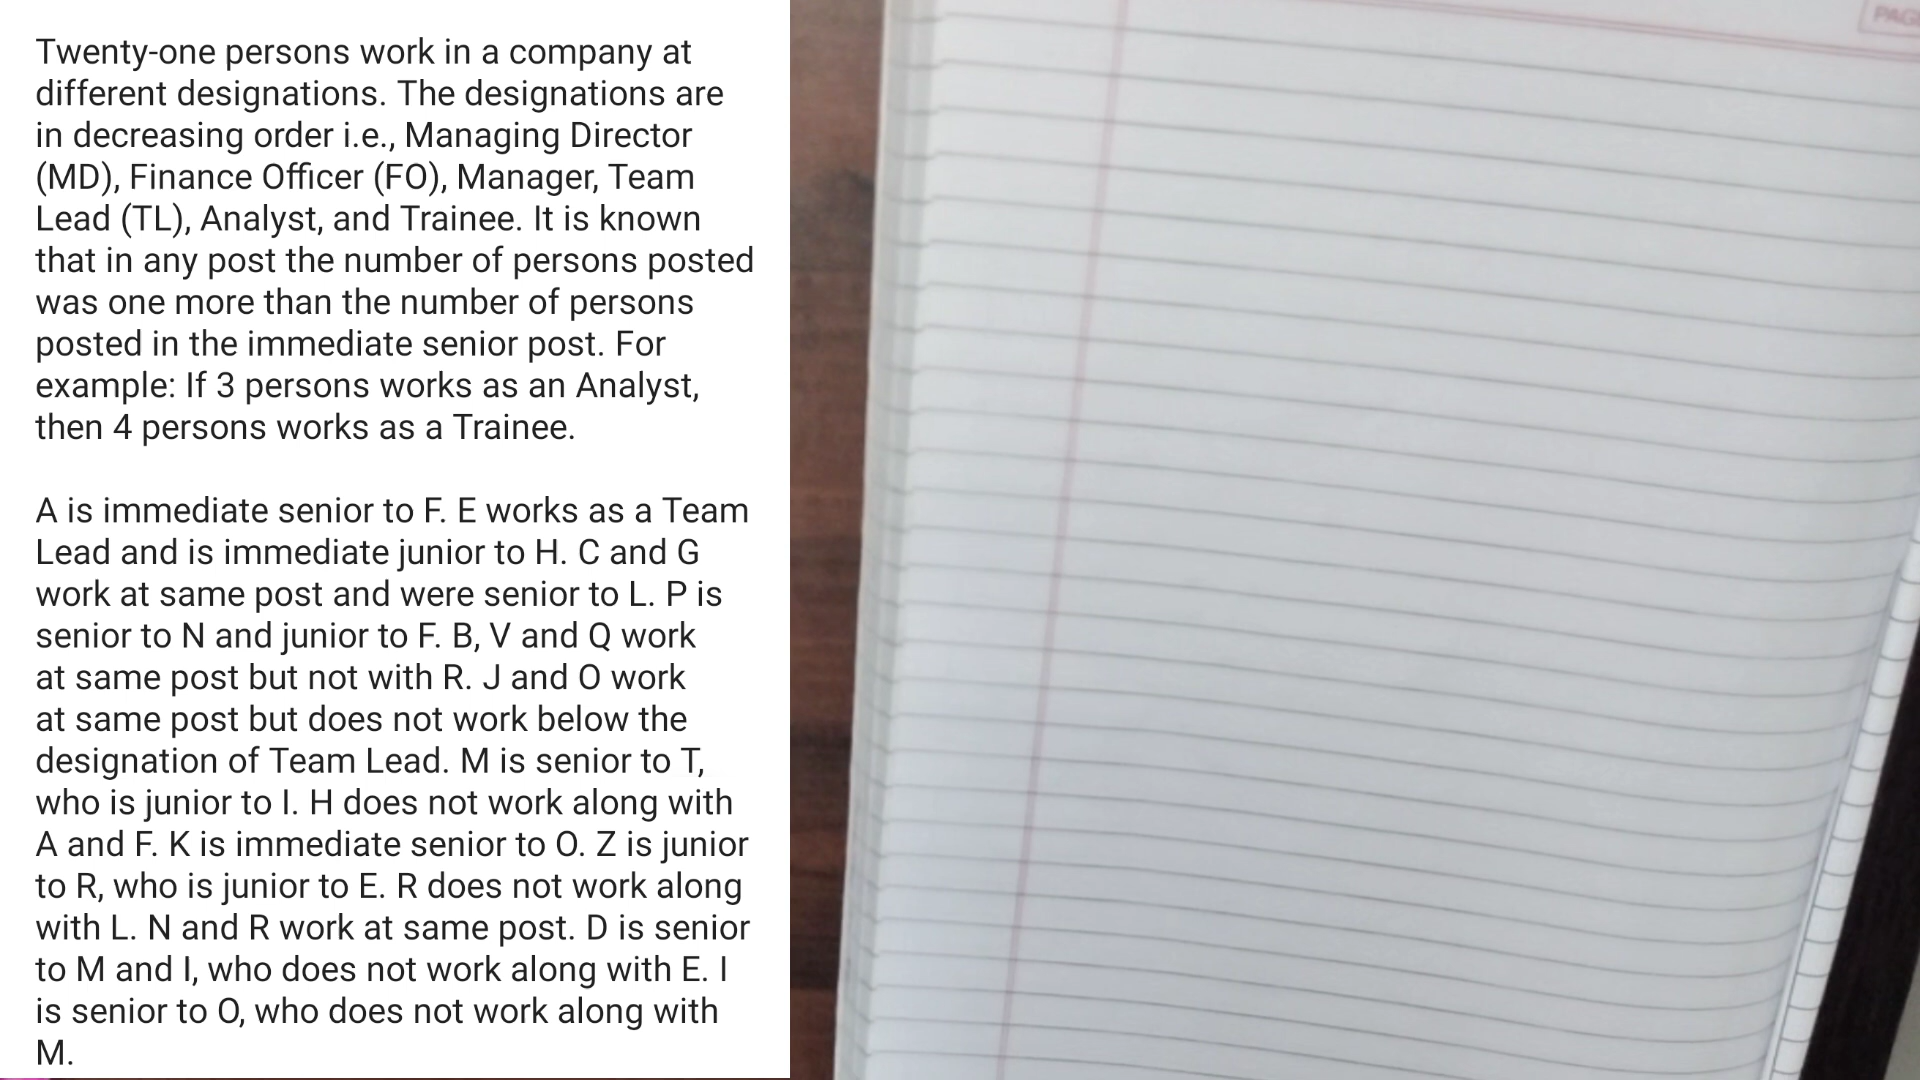 Twenty-one persons work in a company at
different designations. The designations are
in decreasing order i.e., Managing Director
(MD), Finance Officer (FO), Manager, Team
Lead (TL), Analyst, and Trainee. It is known
that in any post the number of persons posted
was one more than the number of persons
posted in the immediate senior post. For
example: If 3 persons works as an Analyst,
then 4 persons works as a Trainee.
A is immediate senior to F. E works as a Team
Lead and is immediate junior to H. C and G
work at same post and were senior to L. P is
senior to N and junior to F. B, V and Q work
at same post but not with R. J and O work
at same post but does not work below the
designation of Team Lead. M is senior to T,
who is junior to I. H does not work along with
A and F. K is immediate senior to O. Z is junior
to R, who is junior to E. R does not work along
with L. N and R work at same post. D is senior
to M and I, who does not work along with E. I
is senior to O, who does not work along with
M.